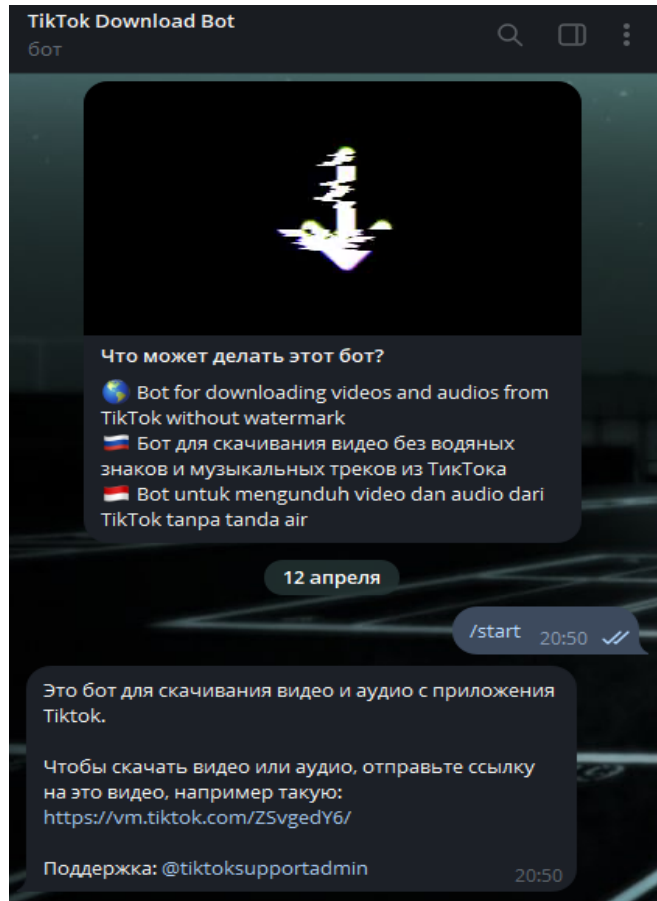 TikTok Download Bot
бот
Что может делать этот бот?
🌎 Bot for downloading videos and audios from
TikTok without watermark
🇷🇺 Бот для скачивания видео без водяных
знаков и музыкальных треков из ТикТока
🇮🇩 Bot untuk mengunduh video dan audio dari
TikTok tanpa tanda air
12 апреля
/start 20:50
Это бот для скачивания видео и аудио с приложения
Tiktok.
Чтобы скачать видео или аудио, отправьте ссылку
на это видео, например такую:
https://vm.tiktok.com/ZSvgedY6/
Поддержка: @tiktoksupportadmin 20:50